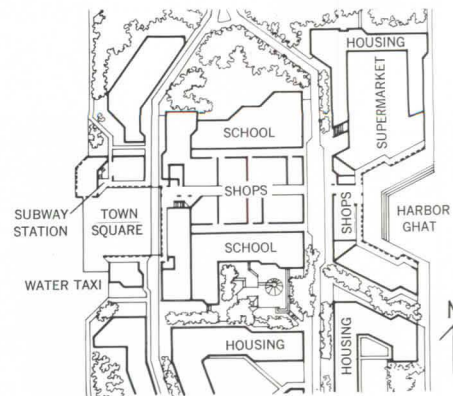 HOUSING
SUPERMARKET
SCHOOL
SHOPS
SUBWAY
STATION
TOWN
SQUARE
SHOPS
HARBOR
GHAT
SCHOOL
WATER TAXI
N
HOUSING
HOUSING